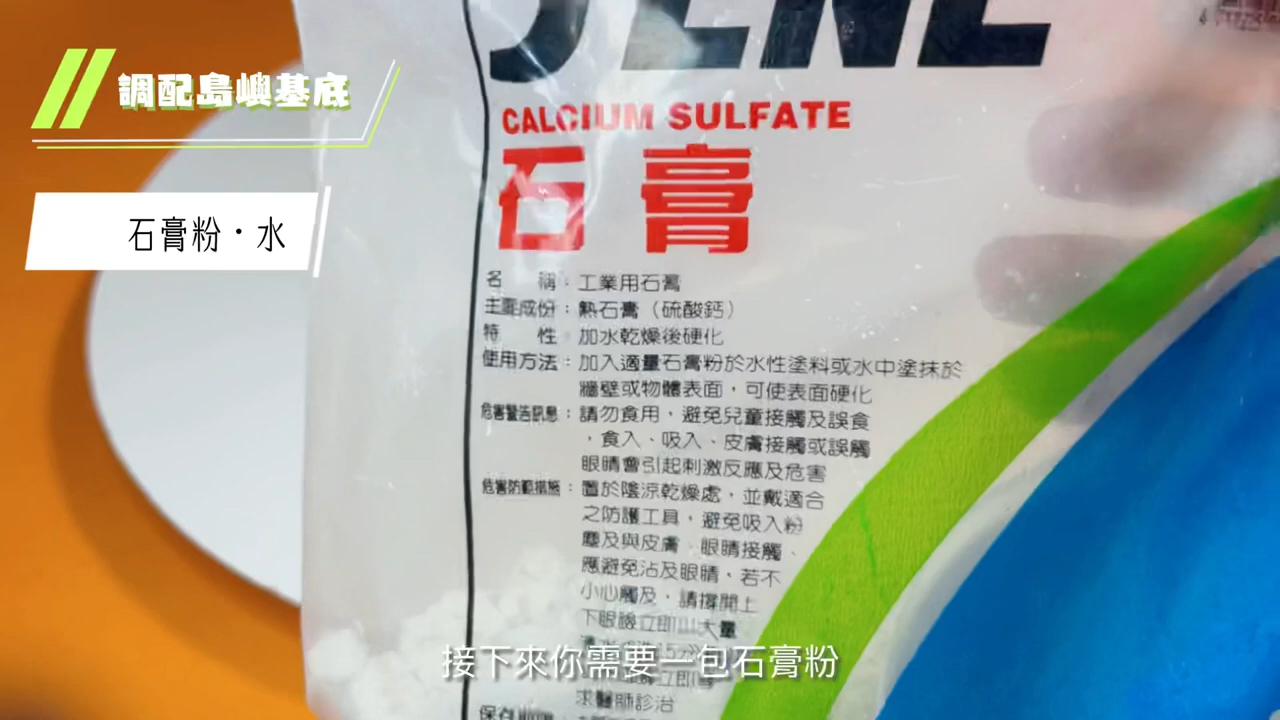 調配島嶼基底
石膏粉·水
CALCIUM SULFATE
石膏
名稱:工業用石膏
主要成份:熟石膏(硫酸鈣)
特性:加水乾燥後硬化
使用方法:加入適量石膏粉於水性塗料或水中塗抹於
牆壁或物體表面,可使表面硬化
危害警告訊息:請勿食用,避免兒童接觸及誤食
,食入、吸入、皮膚接觸或誤觸
眼睛會引起刺激反應及危害
危害防範措施:置於陰涼乾燥處,並戴適合
之防護工具,避免吸入粉
塵及與皮膚、眼睛接觸、
應避免沾及眼睛,若不
小心觸及,請撐開上
下眼瞼立即以大量
求醫師診治
接下來你需要一包石膏粉